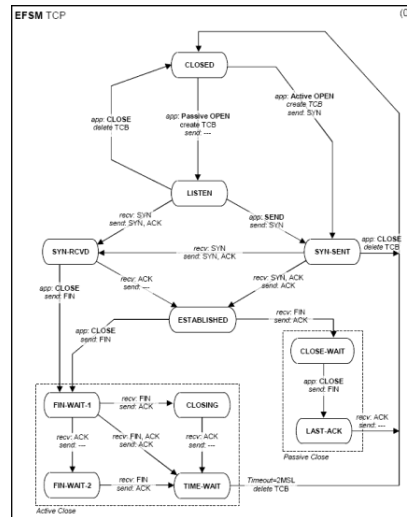 EFSM TCP
(0
CLOSED
app: CLOSE
delete TCB
app: Passive OPEN
create TCB
send: ---
app: Active OPEN
create TCB
send: SYN
LISTEN
recv: SYN
send: SYN, ACK
app: SEND
send: SYN
SYN-RCVD
recv: SYN
send: SYN, ACK
SYN-SENT
app: CLOSE
delete TCB
app: CLOSE
send: FIN
recv: ACK
send: ---
recv: SYN, ACK
send: ACK
ESTABLISHED
app: CLOSE
send: FIN
recv: FIN
send: ACK
CLOSE-WAIT
app: CLOSE
send: FIN
LAST-ACK
recv: ACK
send: ---
Passive Close
FIN-WAIT-1
recv: FIN
send: ACK
CLOSING
recv: ACK
send: ---
recv: FIN, ACK
send: ACK
recv: ACK
send: ---
FIN-WAIT-2
recv: FIN
send: ACK
TIME-WAIT
Timeout=2MSL
delete TCB
Active Close